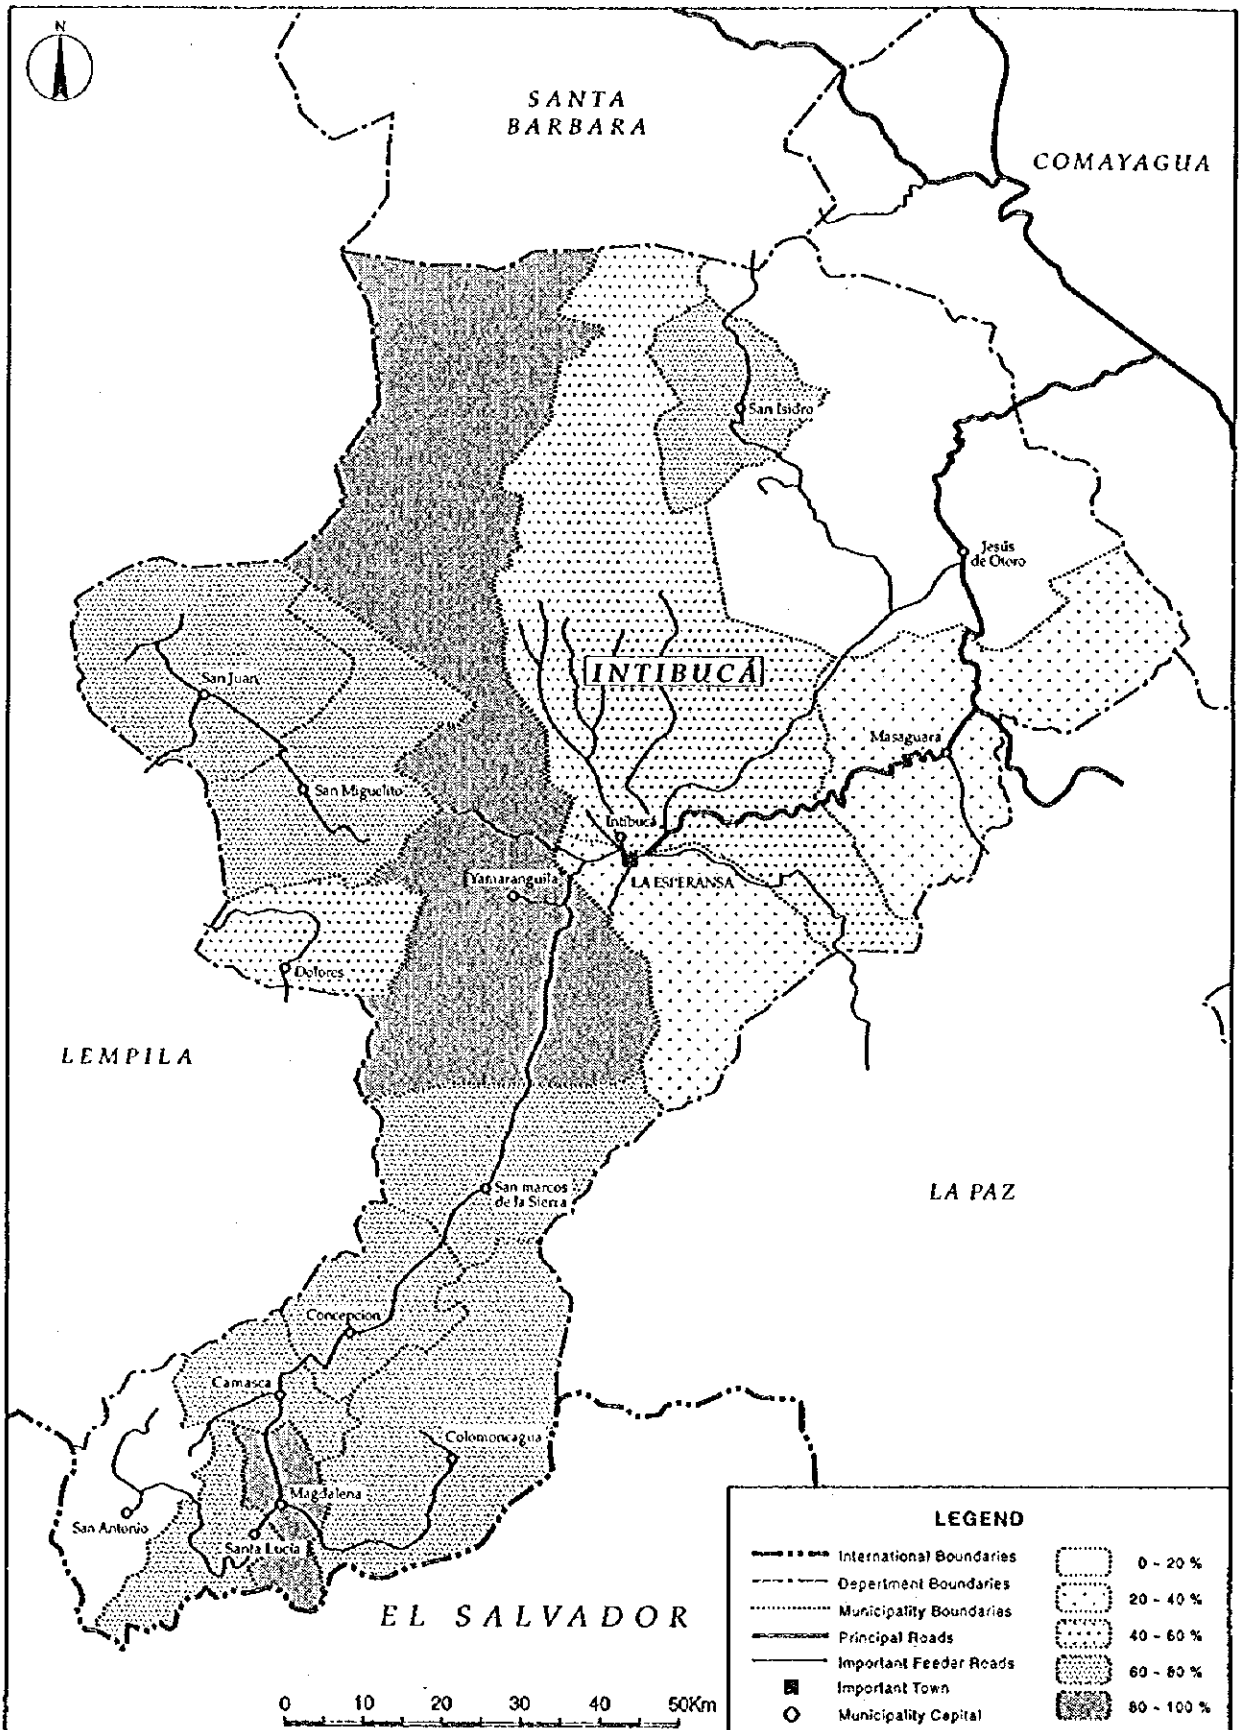 N
SANTA
BARBARA
COMAYAGUA
San Isidro
Jesús
de Otoro
INTIBUCÁ
San Juan
Masaguara
San Miguelito
Intibucá
Yamaranguila
LA ESPERANSA
Dolores
LEMPILA
San marcos
de la Sierra
LA PAZ
Concepcion
Camasca
Colomoncagua
Magdalena
San Antonio
Santa Lucia
EL SALVADOR
LEGEND
International Boundaries
Depertment Boundaries
Municipality Boundaries
Principal Roads
Important Feeder Roads
Important Town
Municipality Capital
0 - 20 %
20 - 40 %
40 - 60 %
60 - 80 %
80 - 100 %
0 10 20 30 40 50Km